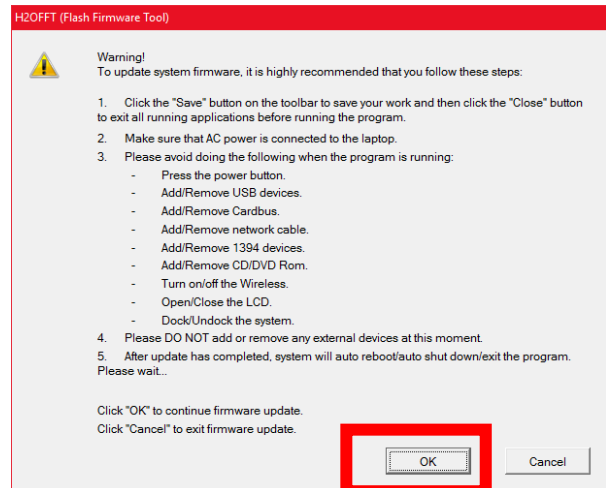 H2OFFT (Flash Firmware Tool)
Warning!
To update system firmware, it is highly recommended that you follow these steps:
1. Click the "Save" button on the toolbar to save your work and then click the "Close" button
to exit all running applications before running the program.
2. Make sure that AC power is connected to the laptop.
3. Please avoid doing the following when the program is running:
- Press the power button.
- Add/Remove USB devices.
- Add/Remove Cardbus.
- Add/Remove network cable.
- Add/Remove 1394 devices.
- Add/Remove CD/DVD Rom.
- Turn on/off the Wireless.
- Open/Close the LCD.
- Dock/Undock the system.
4. Please DO NOT add or remove any external devices at this moment.
5. After update has completed, system will auto reboot/auto shut down/exit the program.
Please wait...
Click "OK" to continue firmware update.
Click "Cancel" to exit firmware update.
OK Cancel